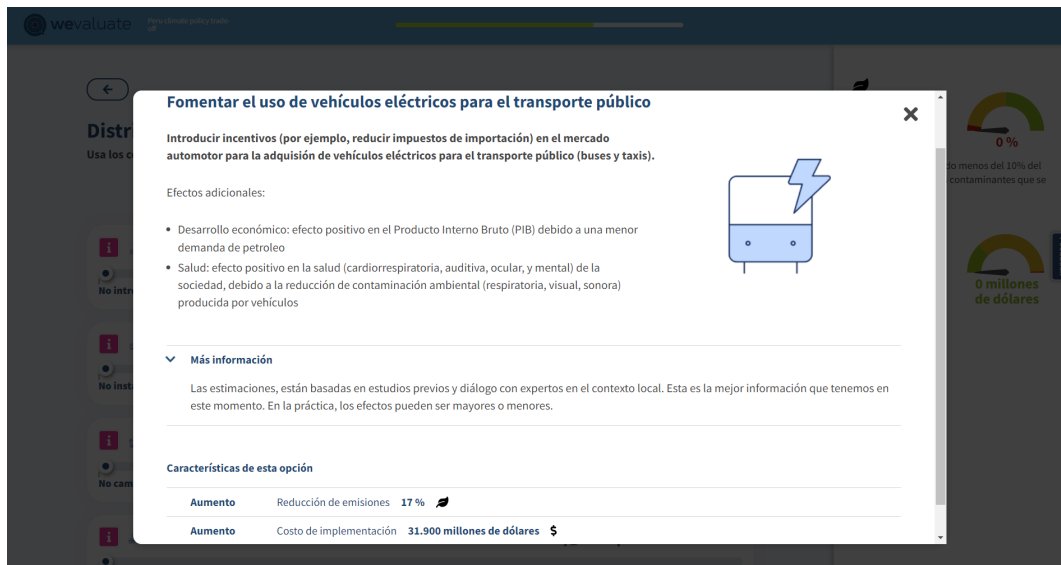 wevaluate
Peru climate policy trade-
off
Distr
Usa los c
Fomentar el uso de vehículos eléctricos para el transporte público
Introducir incentivos (por ejemplo, reducir impuestos de importación) en el mercado
automotor para la adquisión de vehículos eléctricos para el transporte público (buses y taxis).
Efectos adicionales:
• Desarrollo económico: efecto positivo en el Producto Interno Bruto (PIB) debido a una menor
demanda de petroleo
• Salud: efecto positivo en la salud (cardiorrespiratoria, auditiva, ocular, y mental) de la
sociedad, debido a la reducción de contaminación ambiental (respiratoria, visual, sonora)
producida por vehículos
Más información
Las estimaciones, están basadas en estudios previos y diálogo con expertos en el contexto local. Esta es la mejor información que tenemos en
este momento. En la práctica, los efectos pueden ser mayores o menores.
Características de esta opción
Aumento Reducción de emisiones 17 %
Aumento Costo de implementación 31.900 millones de dólares $
i
No intr
i
No inst
i
No cam
i
0 %
do menos del 10% del
contaminantes que se
0 millones
de dólares